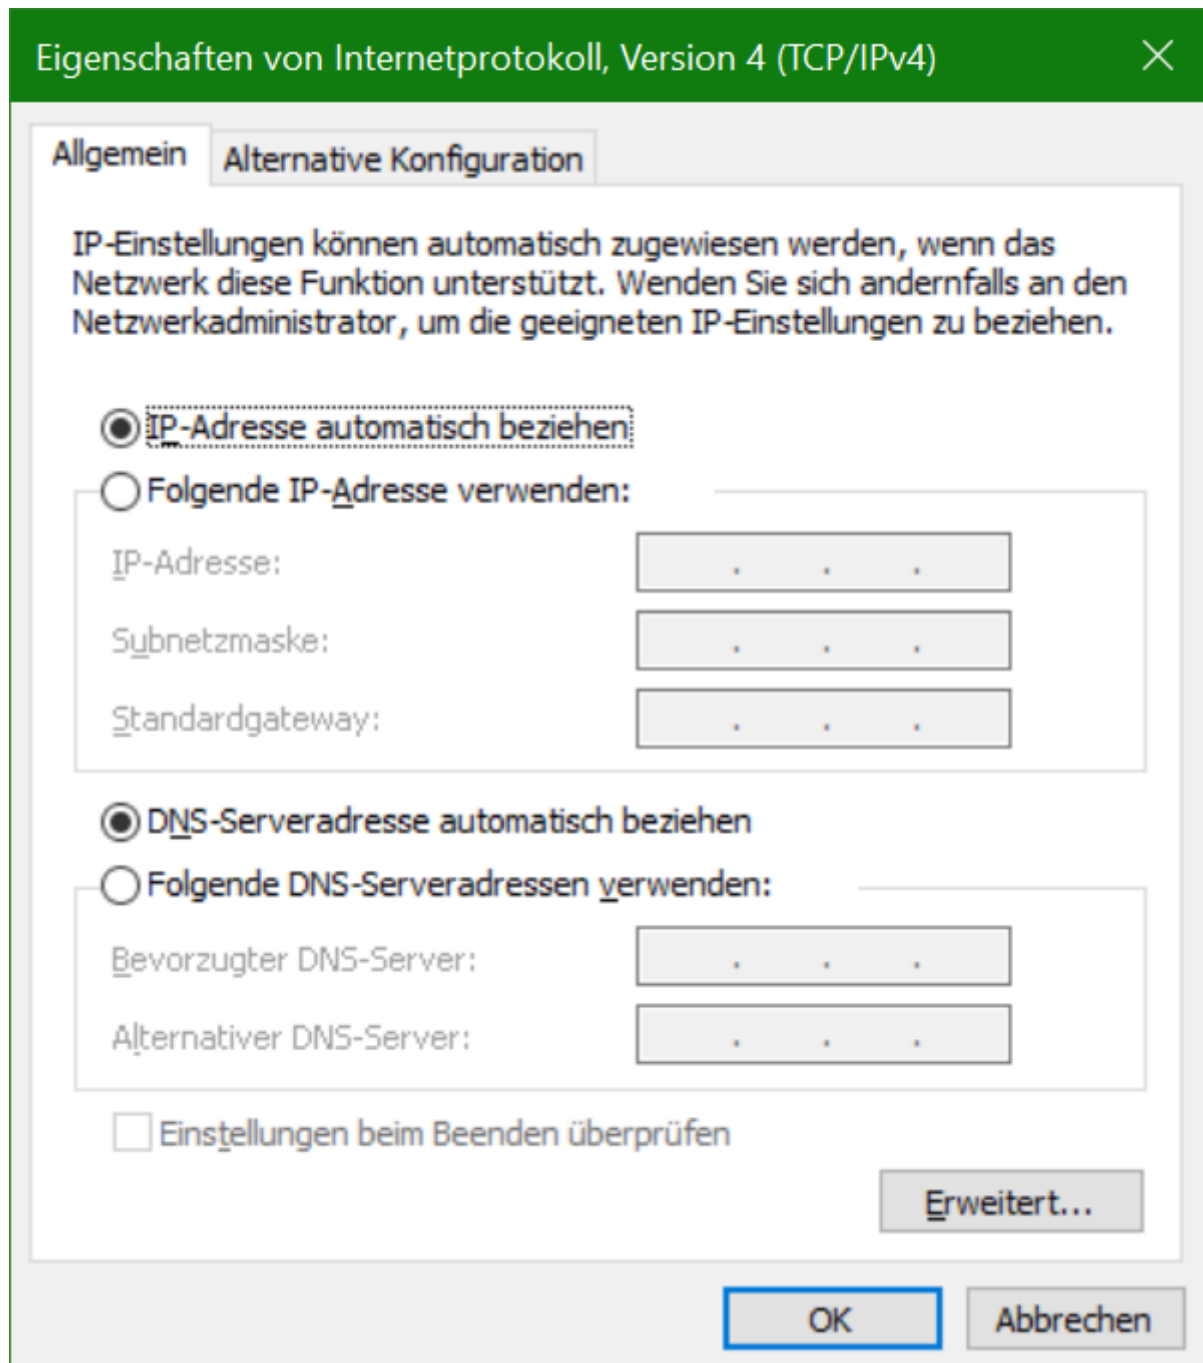 Eigenschaften von Internetprotokoll, Version 4 (TCP/IPv4)
Allgemein
Alternative Konfiguration
IP-Einstellungen können automatisch zugewiesen werden, wenn das
Netzwerk diese Funktion unterstützt. Wenden Sie sich andernfalls an den
Netzwerkadministrator, um die geeigneten IP-Einstellungen zu beziehen.
IP-Adresse automatisch beziehen
Folgende IP-Adresse verwenden:
IP-Adresse: . . .
Subnetzmaske: . . .
Standardgateway: . . .
DNS-Serveradresse automatisch beziehen
Folgende DNS-Serveradressen verwenden:
Bevorzugter DNS-Server: . . .
Alternativer DNS-Server: . . .
Einstellungen beim Beenden überprüfen
Erweitert...
OK
Abbrechen